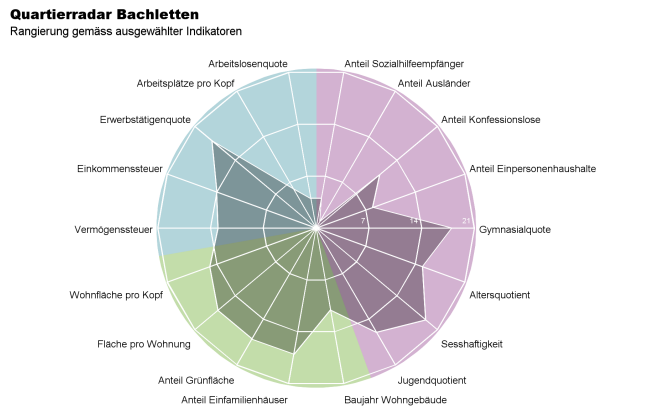 Quartierradar Bachletten
Rangierung gemäss ausgewählter Indikatoren
Arbeitslosenquote
Anteil Sozialhilfeempfänger
Arbeitsplätze pro Kopf
Anteil Ausländer
Erwerbstätigenquote
Anteil Konfessionslose
Einkommenssteuer
Anteil Einpersonenhaushalte
7
14
21
Vermögenssteuer
Gymnasialquote
Wohnfläche pro Kopf
Altersquotient
Fläche pro Wohnung
Sesshaftigkeit
Anteil Grünfläche
Jugendquotient
Anteil Einfamilienhäuser
Baujahr Wohngebäude